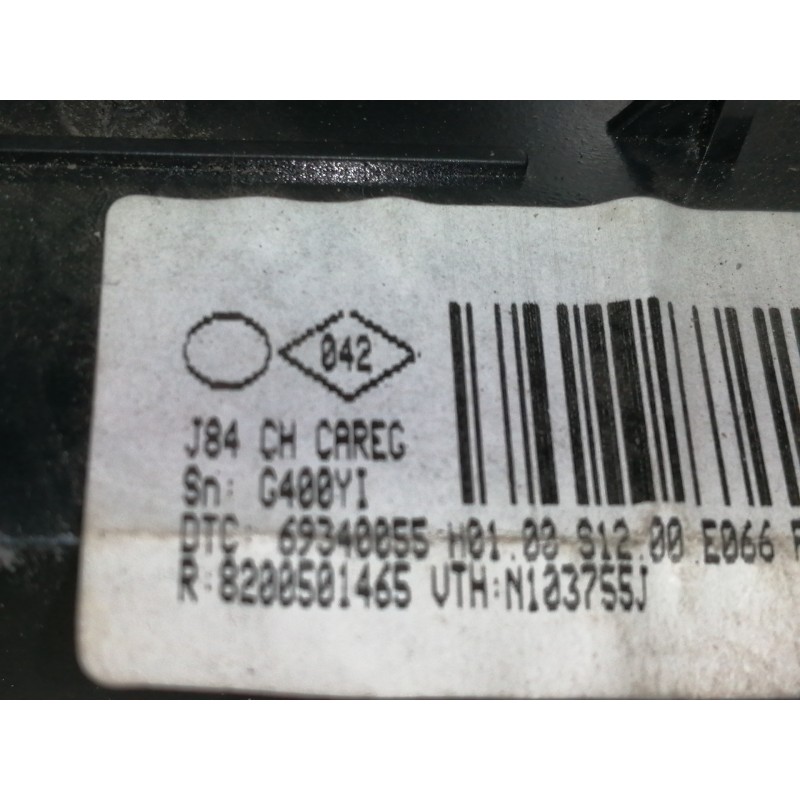 042
J84 CH CAREG
Sn: G400YI
DTC: 69340055 H01.00 S12.00 E066
R:8200501465 VTH:N103755J